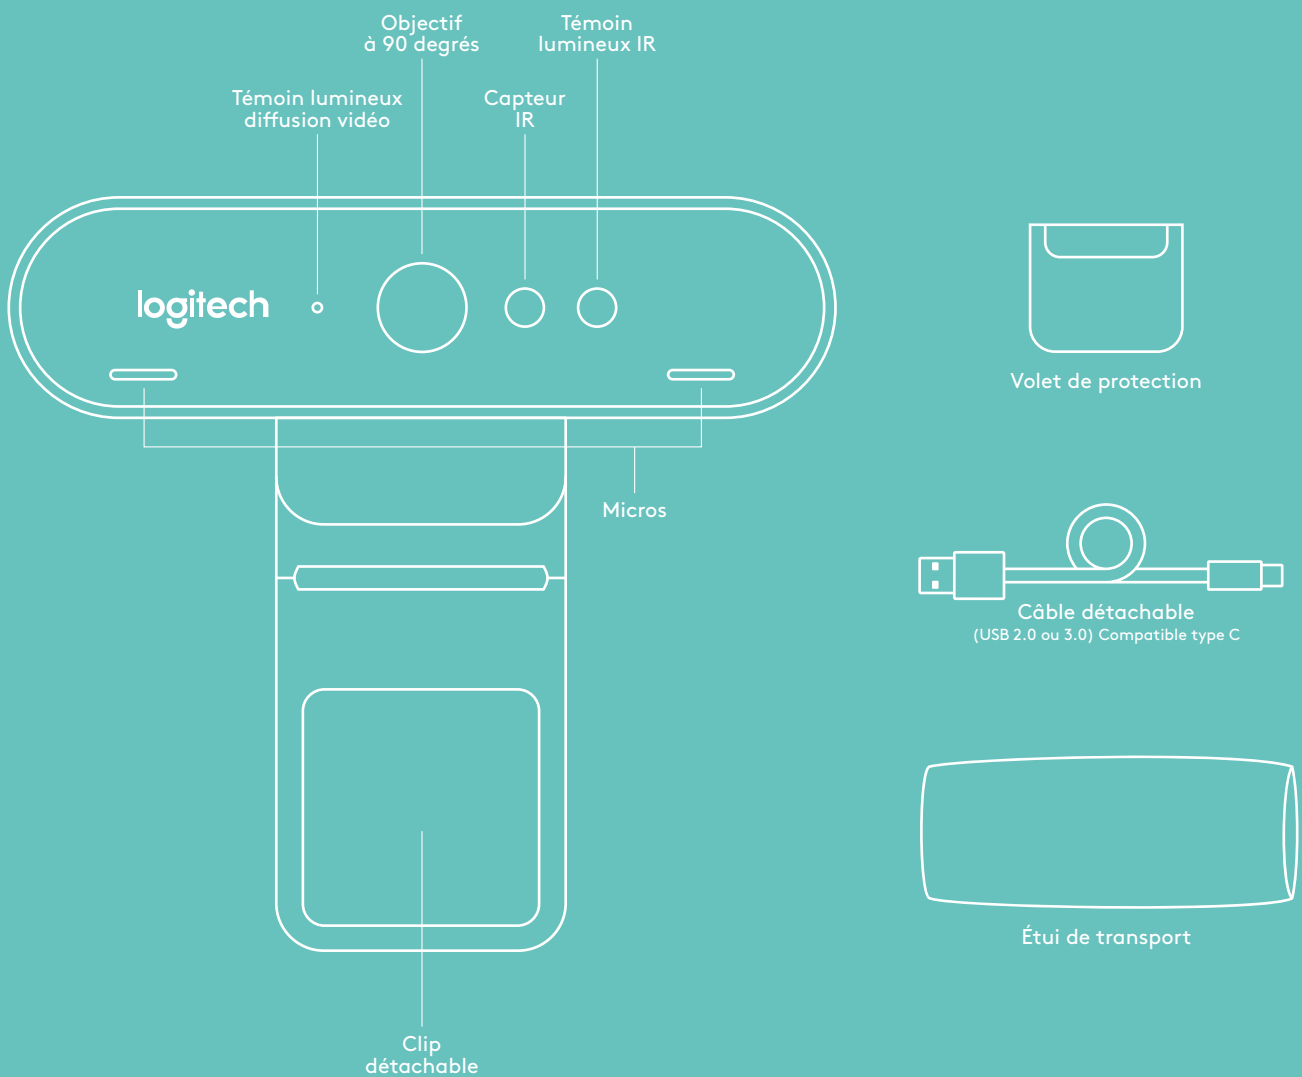 Objectif
à 90 degrés
Témoin
lumineux IR
Témoin lumineux
diffusion vidéo
Capteur
IR
logitech
Micros
Clip
détachable
Volet de protection
Câble détachable
(USB 2.0 ou 3.0) Compatible type C
Étui de transport